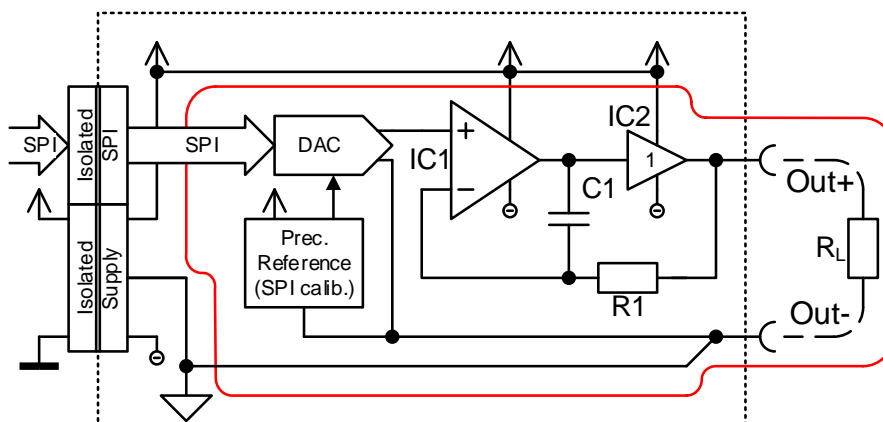 SPI
Isolated
SPI
SPI
DAC
+
−
IC1
IC2
1
C1
R1
Out+
Out-
RL
Isolated
Supply
Prec.
Reference
(SPI calib.)